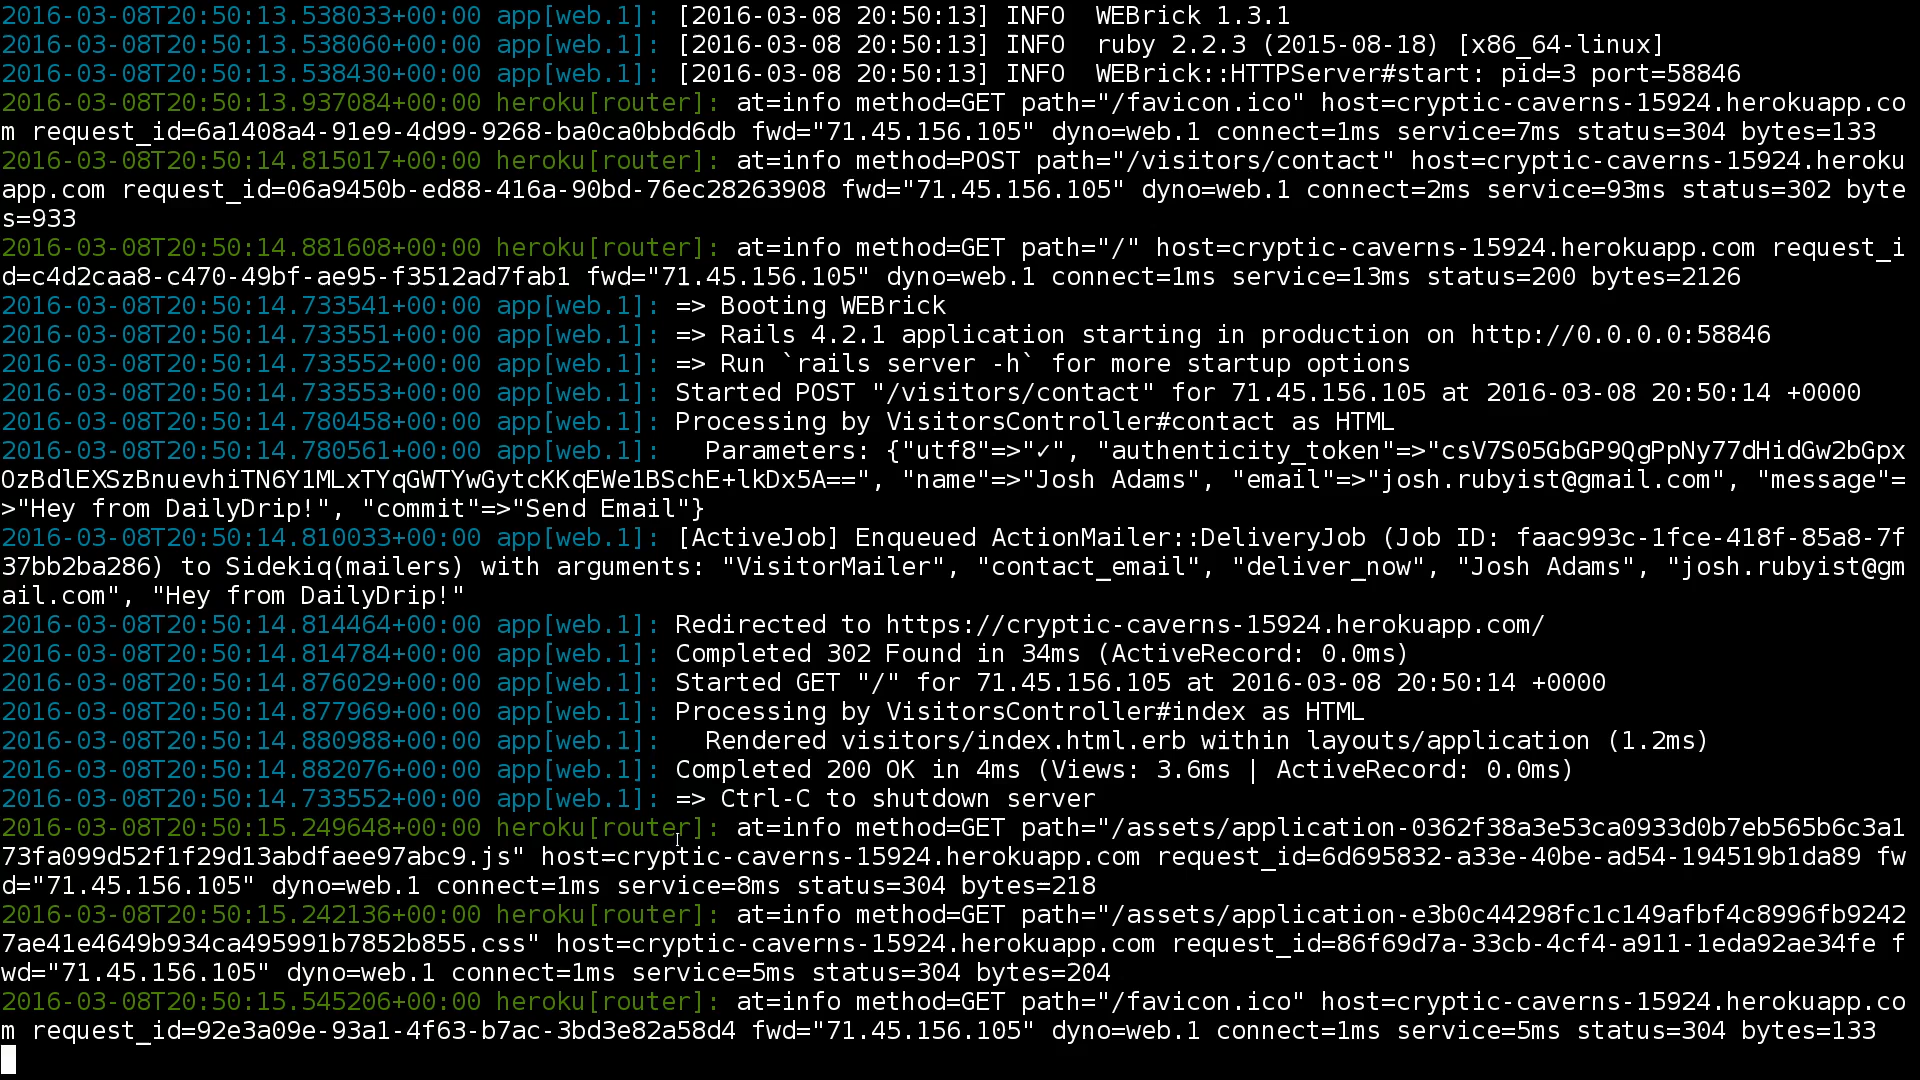 2016-03-08T20:50:13.538033+00:00 app[web.1]: [2016-03-08 20:50:13] INFO  WEBrick 1.3.1
2016-03-08T20:50:13.538060+00:00 app[web.1]: [2016-03-08 20:50:13] INFO  ruby 2.2.3 (2015-08-18) [x86_64-linux]
2016-03-08T20:50:13.538430+00:00 app[web.1]: [2016-03-08 20:50:13] INFO  WEBrick::HTTPServer#start: pid=3 port=58846
2016-03-08T20:50:13.937084+00:00 heroku[router]: at=info method=GET path="/favicon.ico" host=cryptic-caverns-15924.herokuapp.co
m request_id=6a1408a4-91e9-4d99-9268-ba0ca0bbd6db fwd="71.45.156.105" dyno=web.1 connect=1ms service=7ms status=304 bytes=133
2016-03-08T20:50:14.815017+00:00 heroku[router]: at=info method=POST path="/visitors/contact" host=cryptic-caverns-15924.heroku
app.com request_id=06a9450b-ed88-416a-90bd-76ec28263908 fwd="71.45.156.105" dyno=web.1 connect=2ms service=93ms status=302 byte
s=933
2016-03-08T20:50:14.881608+00:00 heroku[router]: at=info method=GET path="/" host=cryptic-caverns-15924.herokuapp.com request_i
d=c4d2caa8-c470-49bf-ae95-f3512ad7fab1 fwd="71.45.156.105" dyno=web.1 connect=1ms service=13ms status=200 bytes=2126
2016-03-08T20:50:14.733541+00:00 app[web.1]: => Booting WEBrick
2016-03-08T20:50:14.733551+00:00 app[web.1]: => Rails 4.2.1 application starting in production on http://0.0.0.0:58846
2016-03-08T20:50:14.733552+00:00 app[web.1]: => Run `rails server -h` for more startup options
2016-03-08T20:50:14.733553+00:00 app[web.1]: Started POST "/visitors/contact" for 71.45.156.105 at 2016-03-08 20:50:14 +0000
2016-03-08T20:50:14.780458+00:00 app[web.1]: Processing by VisitorsController#contact as HTML
2016-03-08T20:50:14.780561+00:00 app[web.1]:   Parameters: {"utf8"=>"✓", "authenticity_token"=>"csV7S05GbGP9QgPpNy77dHidGw2bGpx
OzBdlEXSzBnuevhiTN6Y1MLxTYqGWTYwGytcKKqEWe1BSchE+lkDx5A==", "name"=>"Josh Adams", "email"=>"josh.rubyist@gmail.com", "message"=
>"Hey from DailyDrip!", "commit"=>"Send Email"}
2016-03-08T20:50:14.810033+00:00 app[web.1]: [ActiveJob] Enqueued ActionMailer::DeliveryJob (Job ID: faac993c-1fce-418f-85a8-7f
37bb2ba286) to Sidekiq(mailers) with arguments: "VisitorMailer", "contact_email", "deliver_now", "Josh Adams", "josh.rubyist@gm
ail.com", "Hey from DailyDrip!"
2016-03-08T20:50:14.814464+00:00 app[web.1]: Redirected to https://cryptic-caverns-15924.herokuapp.com/
2016-03-08T20:50:14.814784+00:00 app[web.1]: Completed 302 Found in 34ms (ActiveRecord: 0.0ms)
2016-03-08T20:50:14.876029+00:00 app[web.1]: Started GET "/" for 71.45.156.105 at 2016-03-08 20:50:14 +0000
2016-03-08T20:50:14.877969+00:00 app[web.1]: Processing by VisitorsController#index as HTML
2016-03-08T20:50:14.880988+00:00 app[web.1]:   Rendered visitors/index.html.erb within layouts/application (1.2ms)
2016-03-08T20:50:14.882076+00:00 app[web.1]: Completed 200 OK in 4ms (Views: 3.6ms | ActiveRecord: 0.0ms)
2016-03-08T20:50:14.733552+00:00 app[web.1]: => Ctrl-C to shutdown server
2016-03-08T20:50:15.249648+00:00 heroku[router]: at=info method=GET path="/assets/application-0362f38a3e53ca0933d0b7eb565b6c3a1
73fa099d52f1f29d13abdfaee97abc9.js" host=cryptic-caverns-15924.herokuapp.com request_id=6d695832-a33e-40be-ad54-194519b1da89 fw
d="71.45.156.105" dyno=web.1 connect=1ms service=8ms status=304 bytes=218
2016-03-08T20:50:15.242136+00:00 heroku[router]: at=info method=GET path="/assets/application-e3b0c44298fc1c149afbf4c8996fb9242
7ae41e4649b934ca495991b7852b855.css" host=cryptic-caverns-15924.herokuapp.com request_id=86f69d7a-33cb-4cf4-a911-1eda92ae34fe f
wd="71.45.156.105" dyno=web.1 connect=1ms service=5ms status=304 bytes=204
2016-03-08T20:50:15.545206+00:00 heroku[router]: at=info method=GET path="/favicon.ico" host=cryptic-caverns-15924.herokuapp.co
m request_id=92e3a09e-93a1-4f63-b7ac-3bd3e82a58d4 fwd="71.45.156.105" dyno=web.1 connect=1ms service=5ms status=304 bytes=133